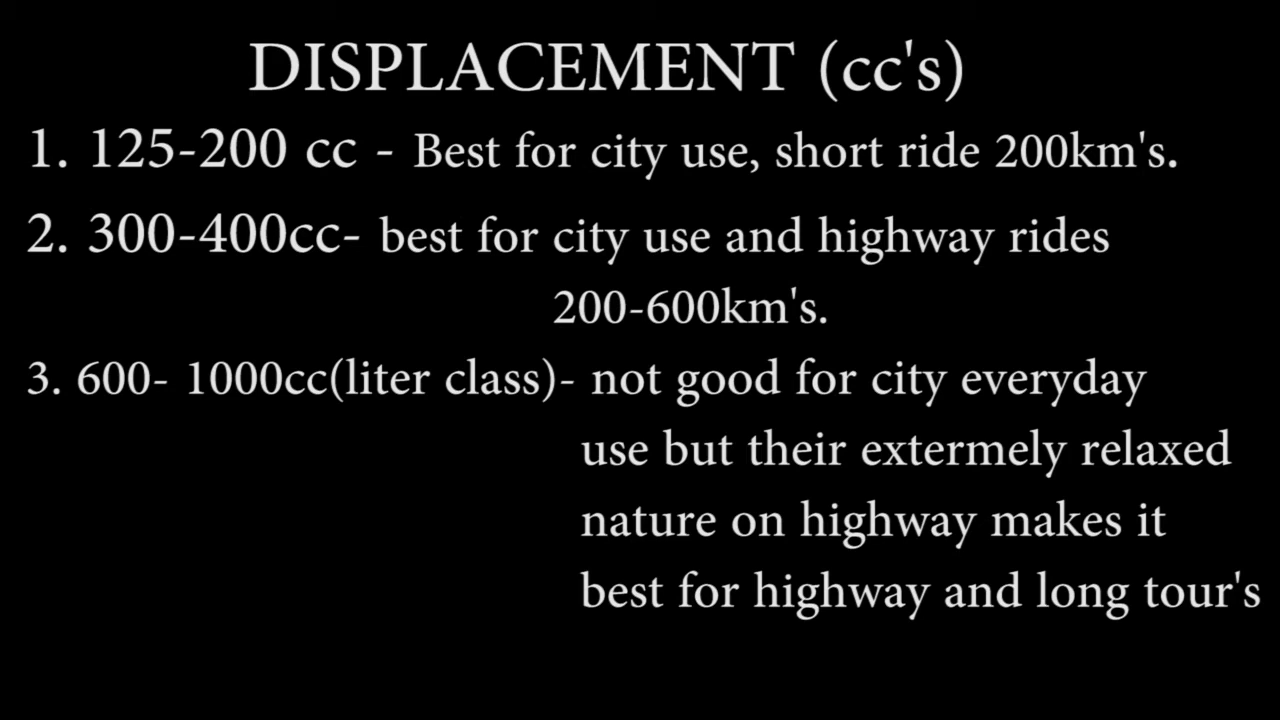 DISPLACEMENT (cc's)
1. 125-200 cc - Best for city use, short ride 200km's.
2. 300-400cc- best for city use and highway rides
200-600km's.
3. 600- 1000cc(liter class)- not good for city everyday
use but their extermely relaxed
nature on highway makes it
best for highway and long tour's